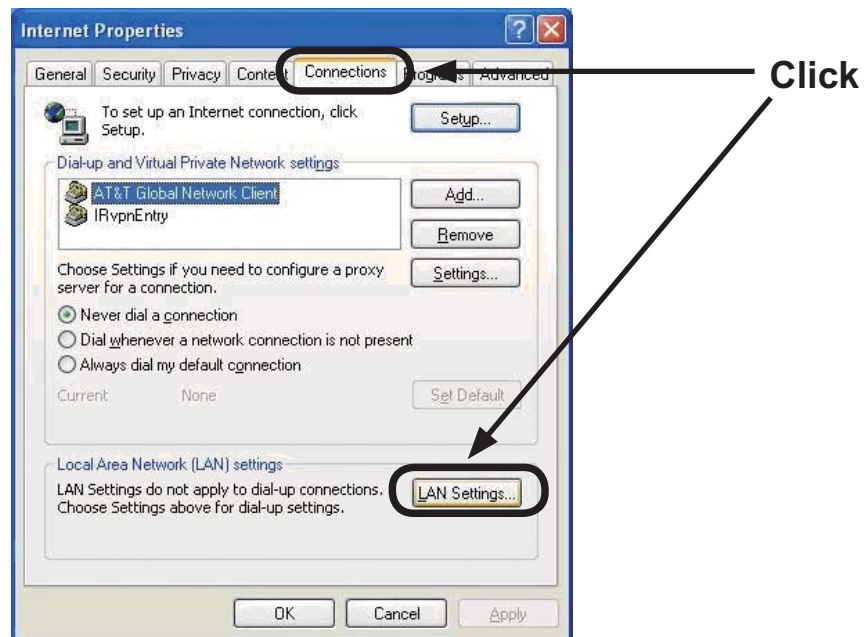 Internet Properties
General Security Privacy Content Connections Programs Advanced
Click
To set up an Internet connection, click
Setup.
Setup...
Dial-up and Virtual Private Network settings
AT&T Global Network Client
IRvpnEntry
Add...
Remove
Choose Settings if you need to configure a proxy
server for a connection.
Settings...
Never dial a connection
Dial whenever a network connection is not present
Always dial my default connection
Current None
Set Default
Local Area Network (LAN) settings
LAN Settings do not apply to dial-up connections.
Choose Settings above for dial-up settings.
LAN Settings...
OK Cancel Apply